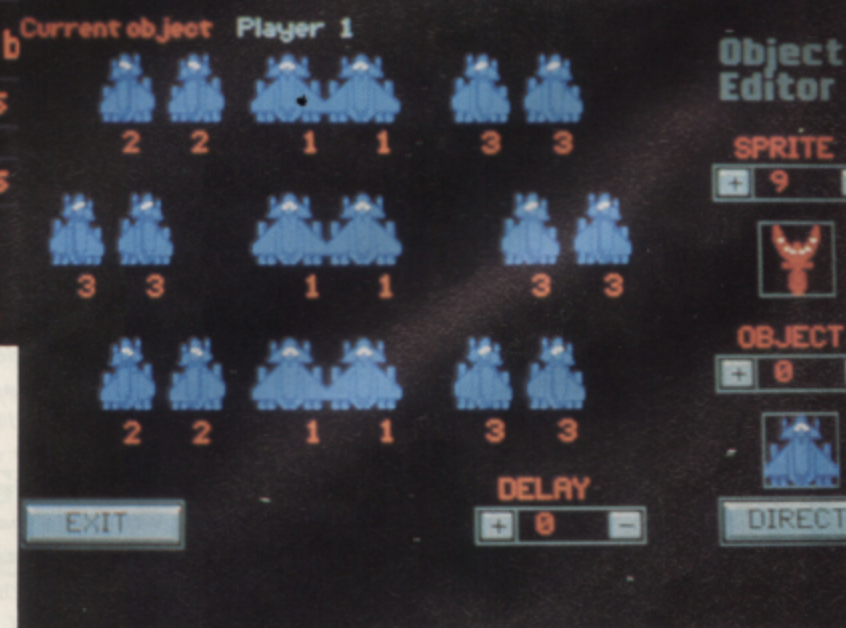 b
Current object Player 1
Object
Editor
2 2 1 1 3 3
SPRITE
+ 9
3 3 1 1 3 3
OBJECT
+ 0
2 2 1 1 3 3
DELAY
+ 0 -
EXIT
DIRECT